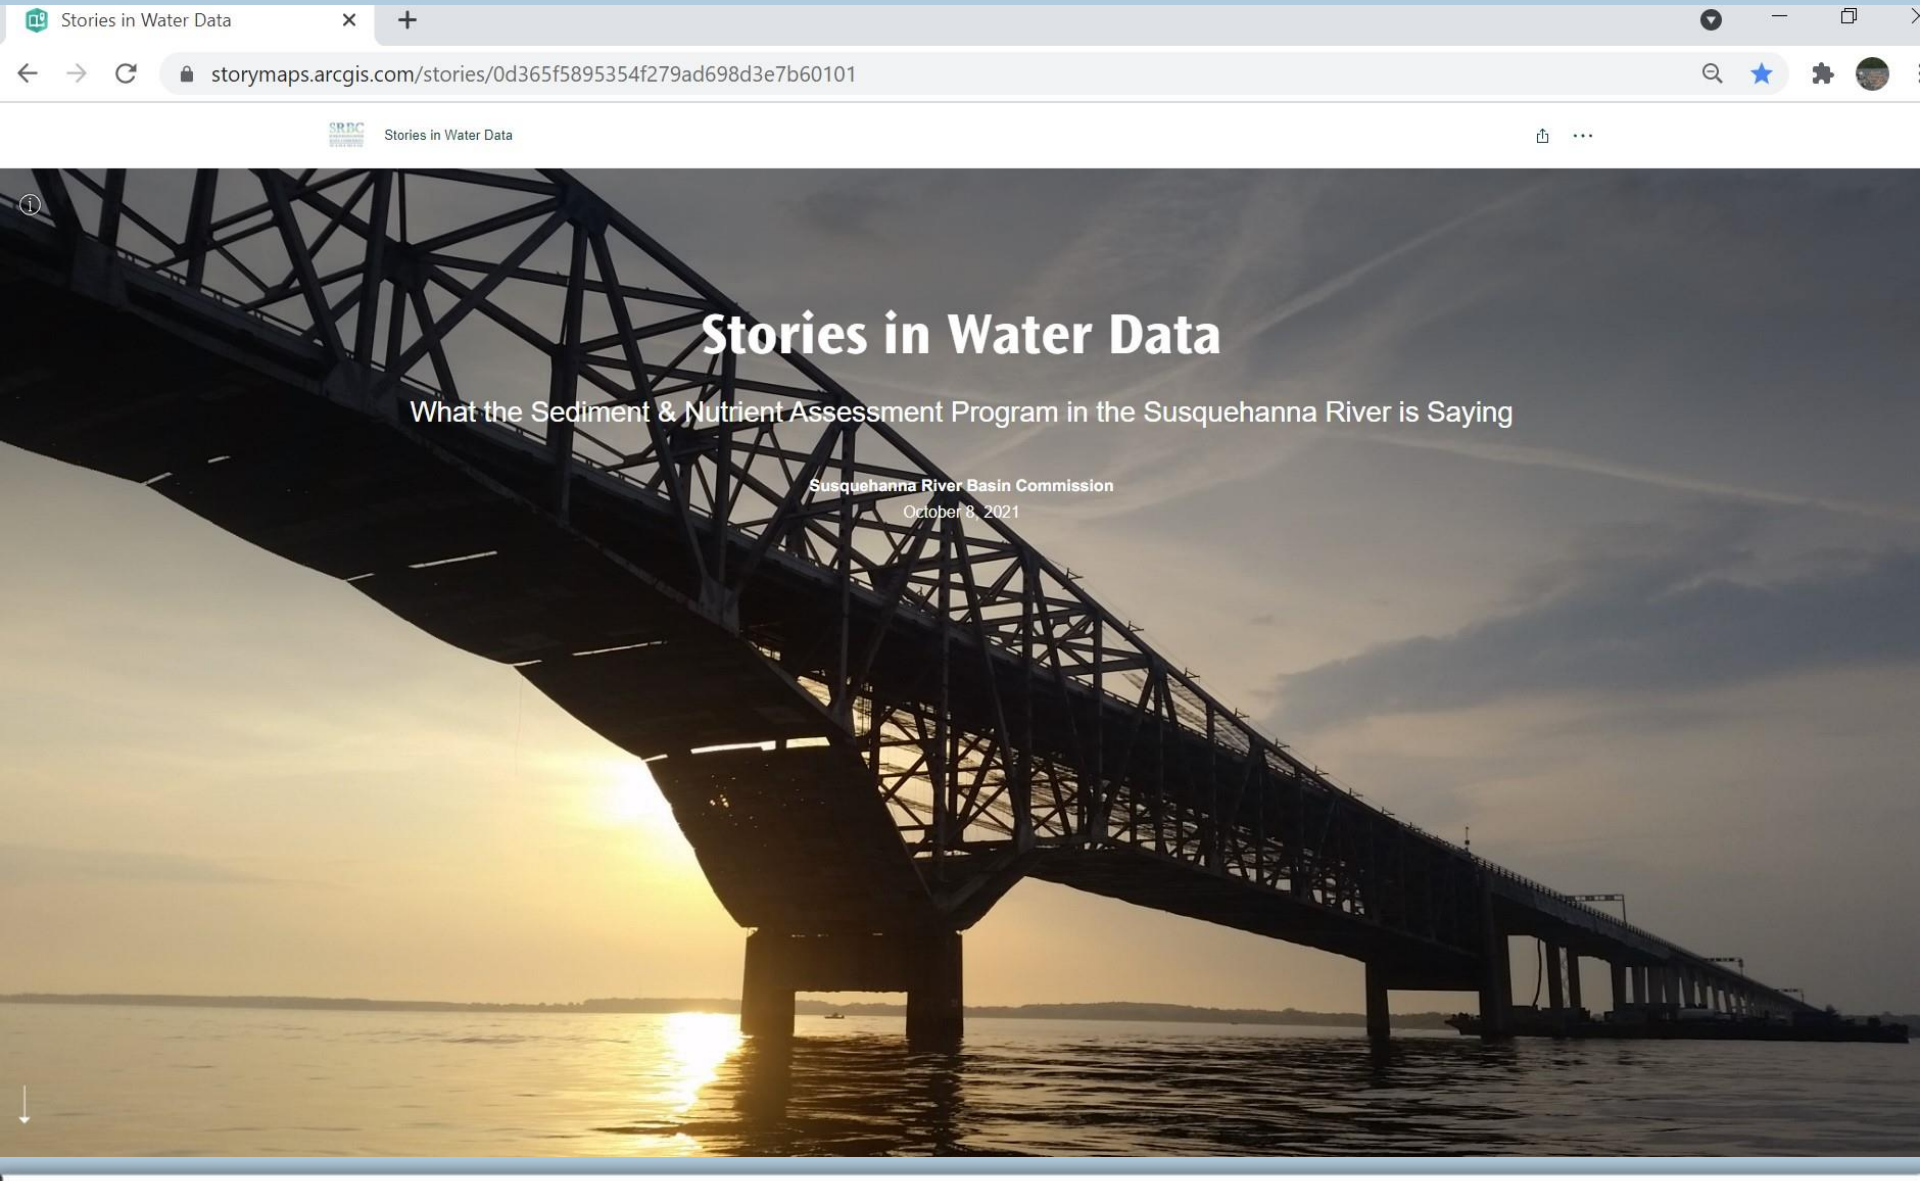 Stories in Water Data
storymaps.arcgis.com/stories/0d365f5895354f279ad698d3e7b60101
SRBC
Stories in Water Data
Stories in Water Data
What the Sediment & Nutrient Assessment Program in the Susquehanna River is Saying
Susquehanna River Basin Commission
October 8, 2021